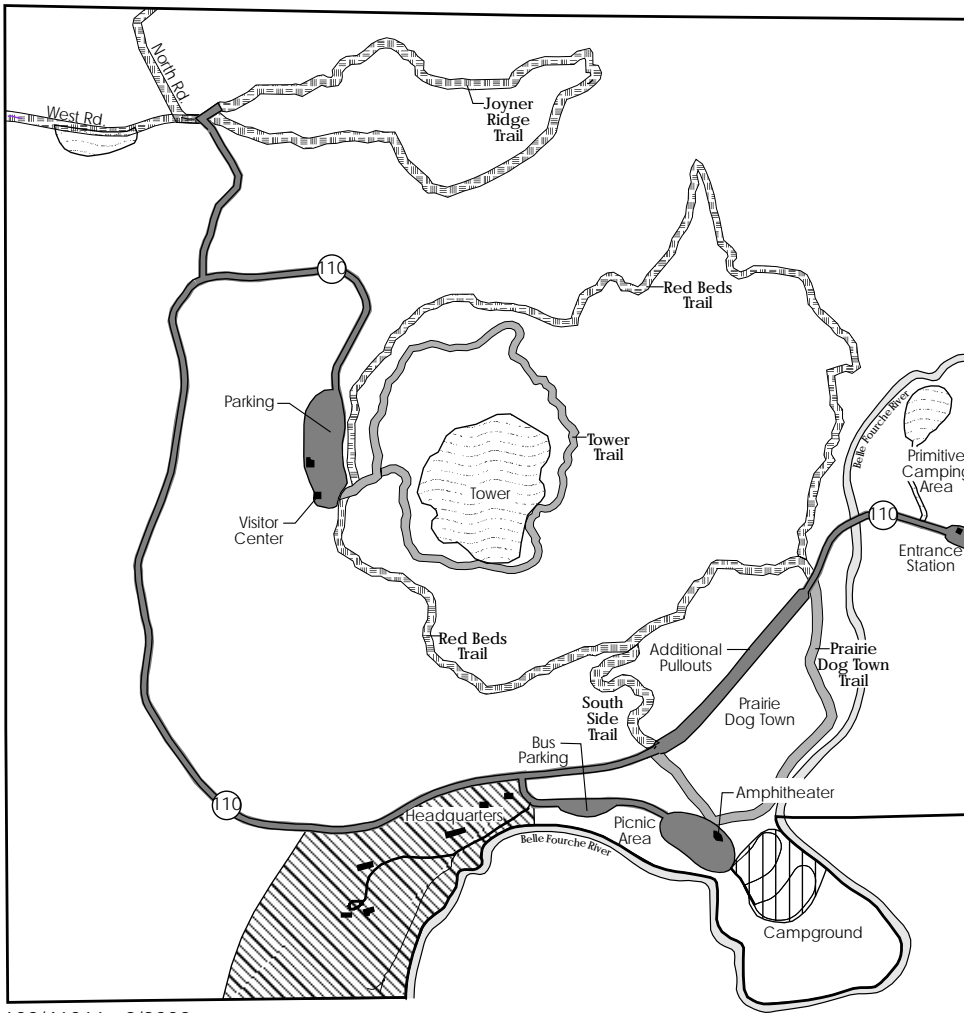 North Rd.
West Rd.
Joyner
Ridge
Trail
110
Red Beds
Trail
Parking
Tower
Trail
Tower
Visitor
Center
Belle Fourche River
Primitive
Camping
Area
110
Entrance
Station
Red Beds
Trail
Additional
Pullouts
Prairie
Dog Town
Trail
South
Side
Trail
Prairie
Dog Town
Bus
Parking
110
Headquarters
Amphitheater
Picnic
Area
Belle Fourche River
Campground